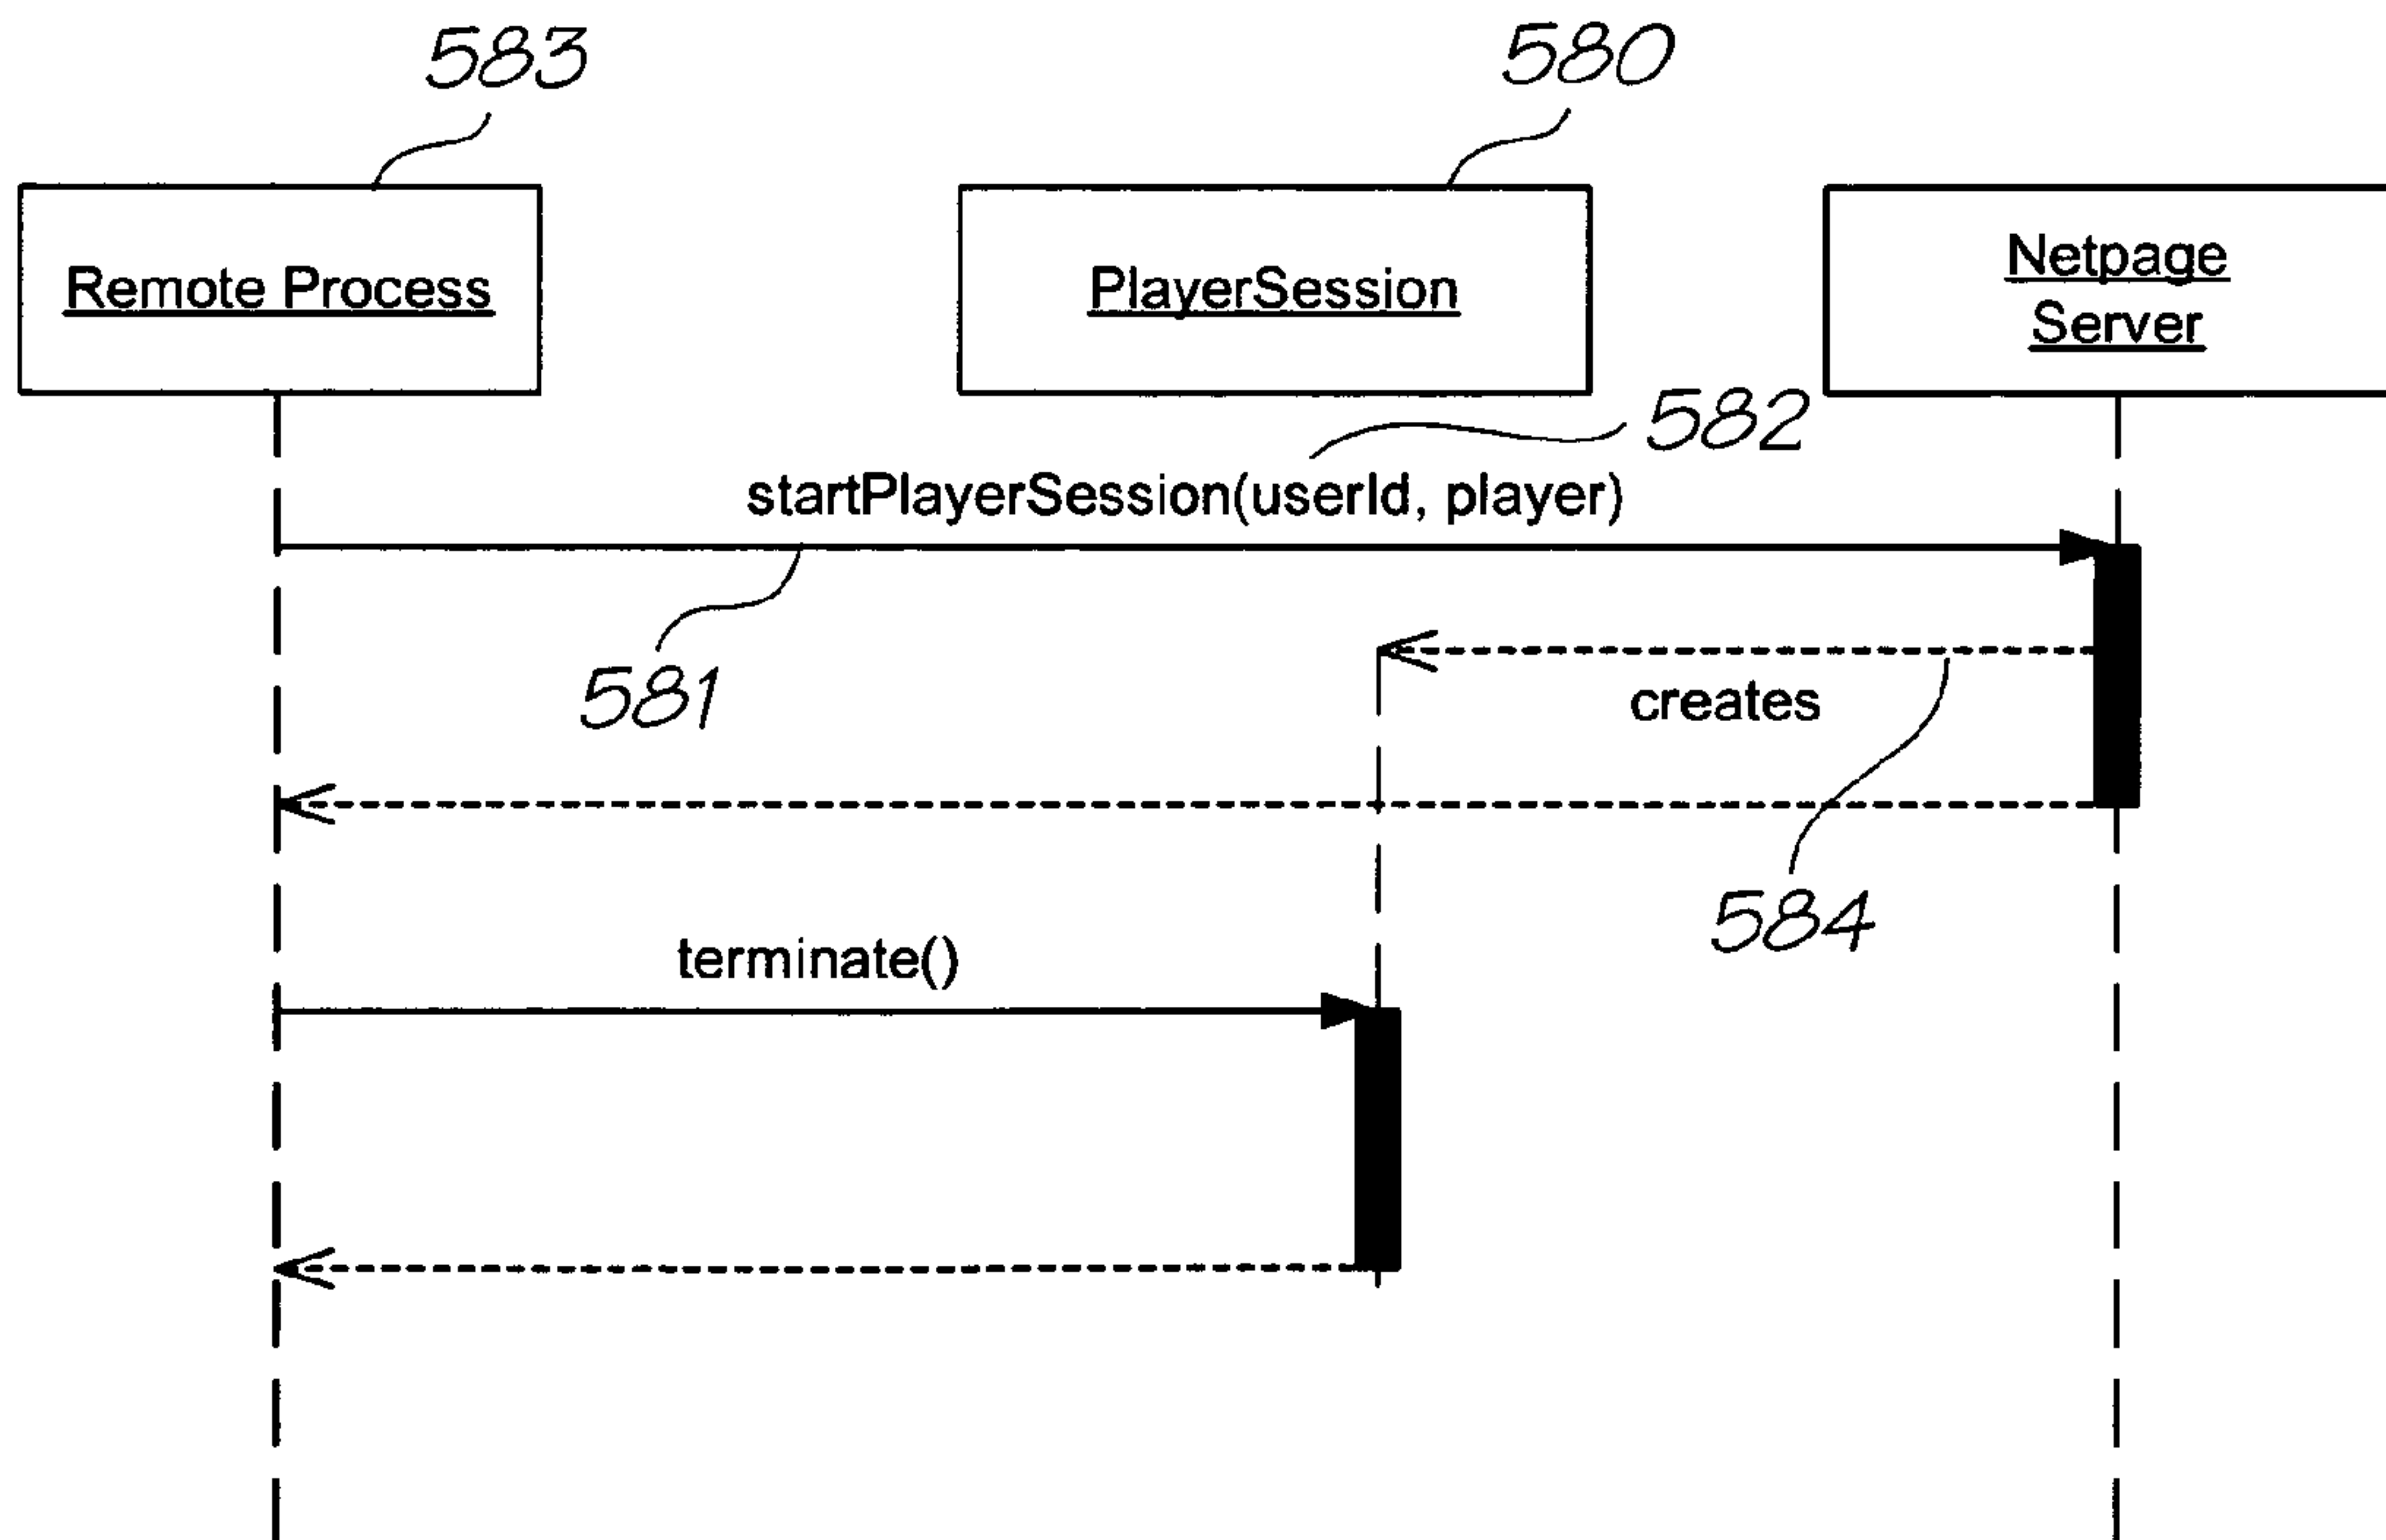 583
580
Remote Process
PlayerSession
Netpage
Server
582
startPlayerSession(userId, player)
581
creates
584
terminate()